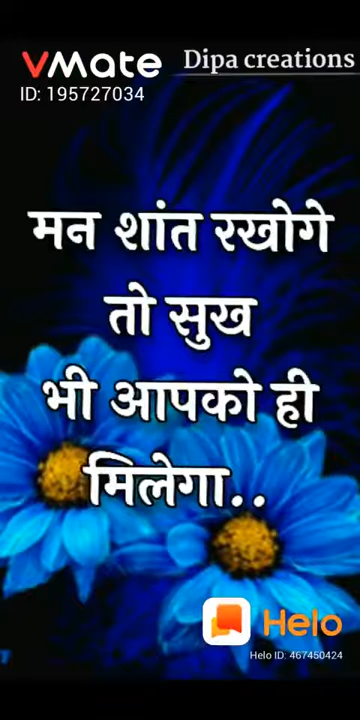 VMate Dipa creations
ID: 195727034
मन शांत रखोगे
तो सुख
भी आपको ही
मिलेगा..
Helo
Helo ID: 467450424